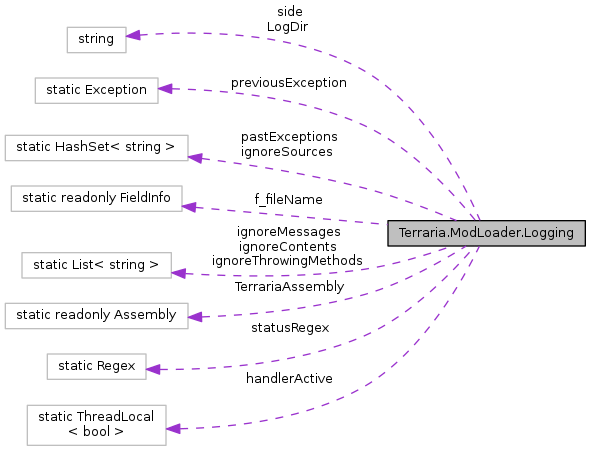 side
LogDir
string
previousException
static Exception
pastExceptions
ignoreSources
static HashSet< string >
f_fileName
static readonly FieldInfo
Terraria.ModLoader.Logging
ignoreMessages
ignoreContents
ignoreThrowingMethods
static List< string >
TerrariaAssembly
static readonly Assembly
statusRegex
static Regex
handlerActive
static ThreadLocal
< bool >